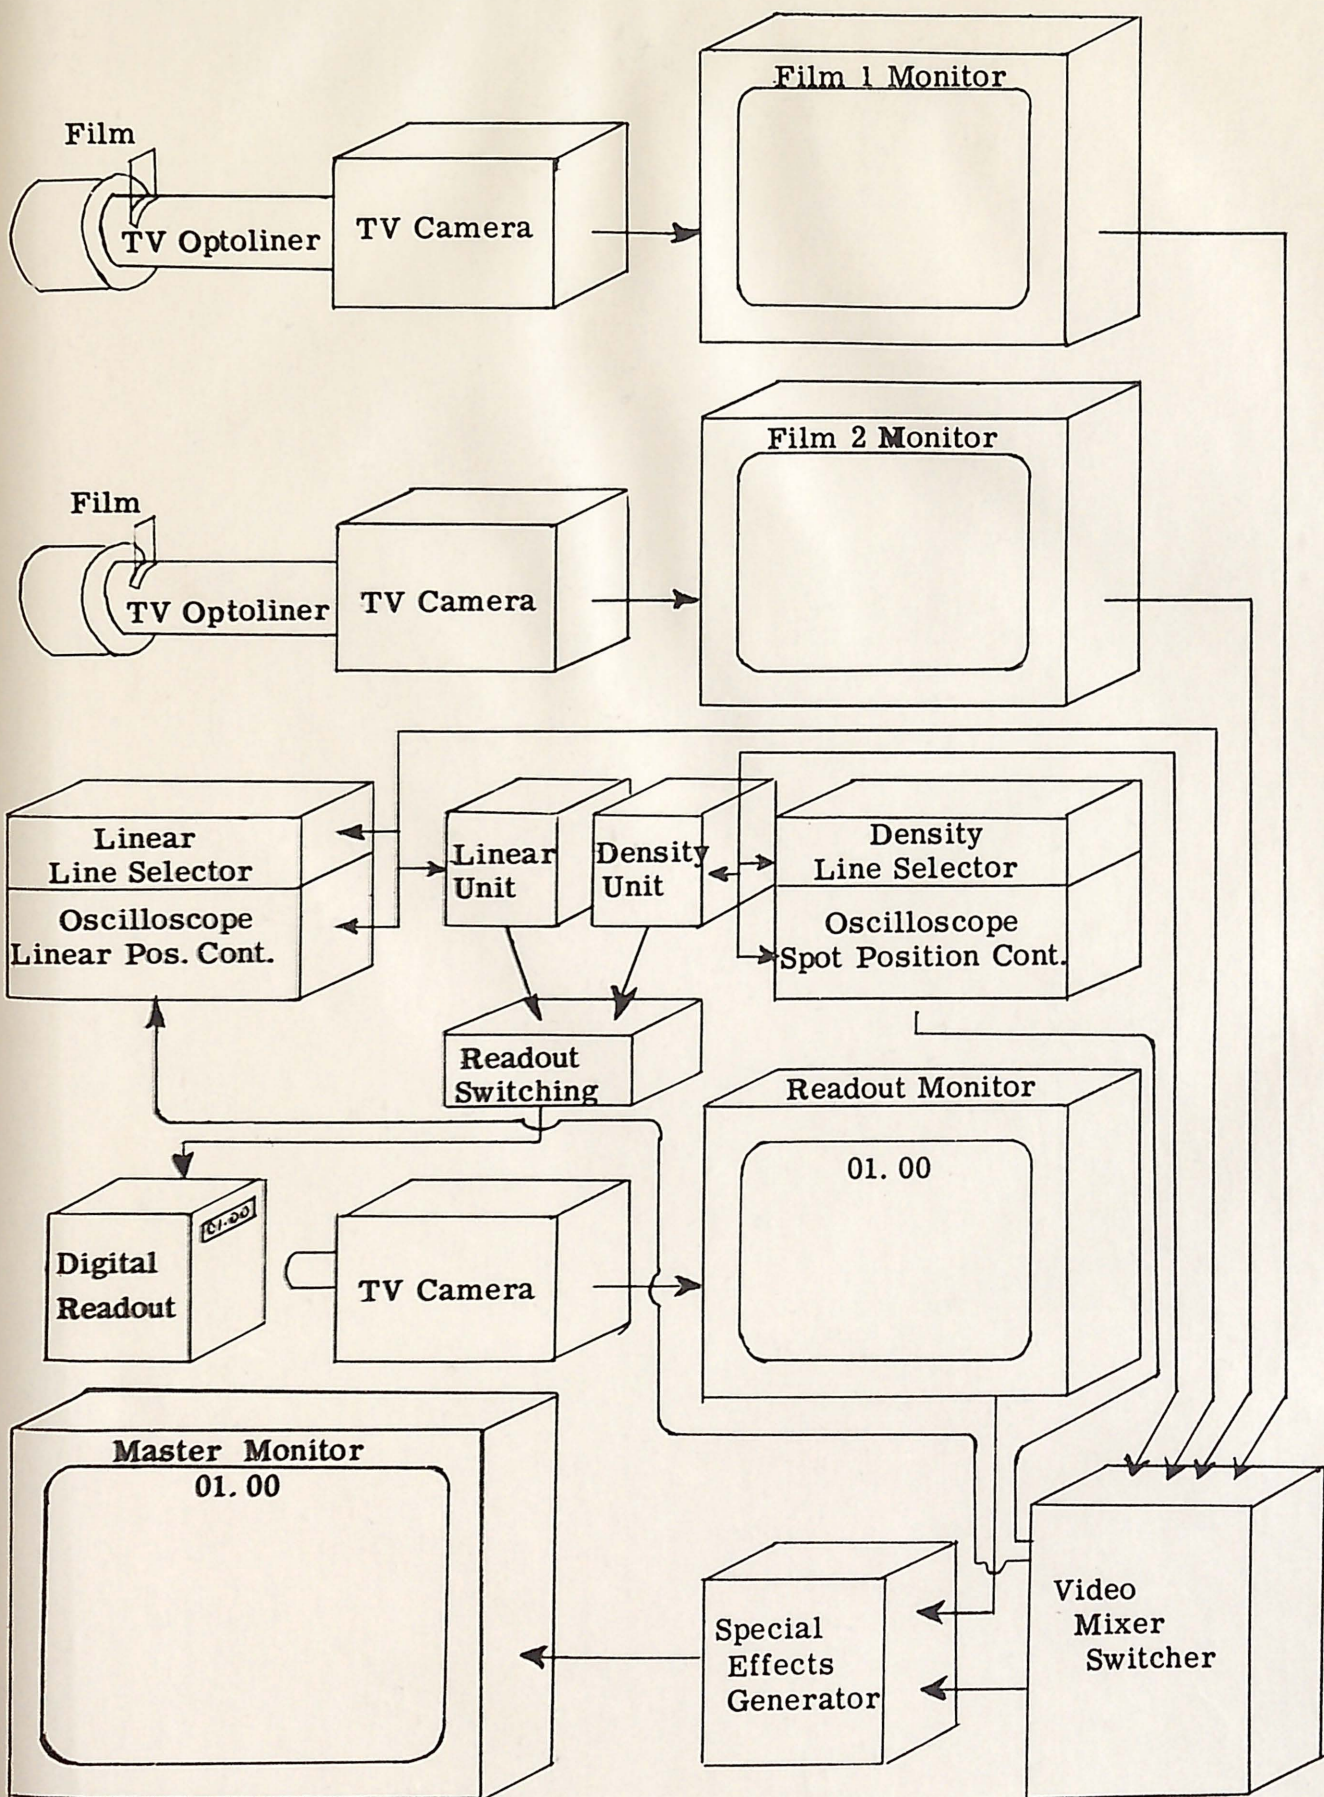 Film 1 Monitor
Film
TV Optoliner
TV Camera
Film 2 Monitor
Film
TV Optoliner
TV Camera
Linear
Line Selector
Oscilloscope
Linear Pos. Cont.
Linear
Unit
Density
Unit
Density
Line Selector
Oscilloscope
Spot Position Cont.
Readout
Switching
Readout Monitor
01. 00
01.00
Digital
Readout
TV Camera
Master Monitor
01. 00
Special
Effects
Generator
Video
Mixer
Switcher